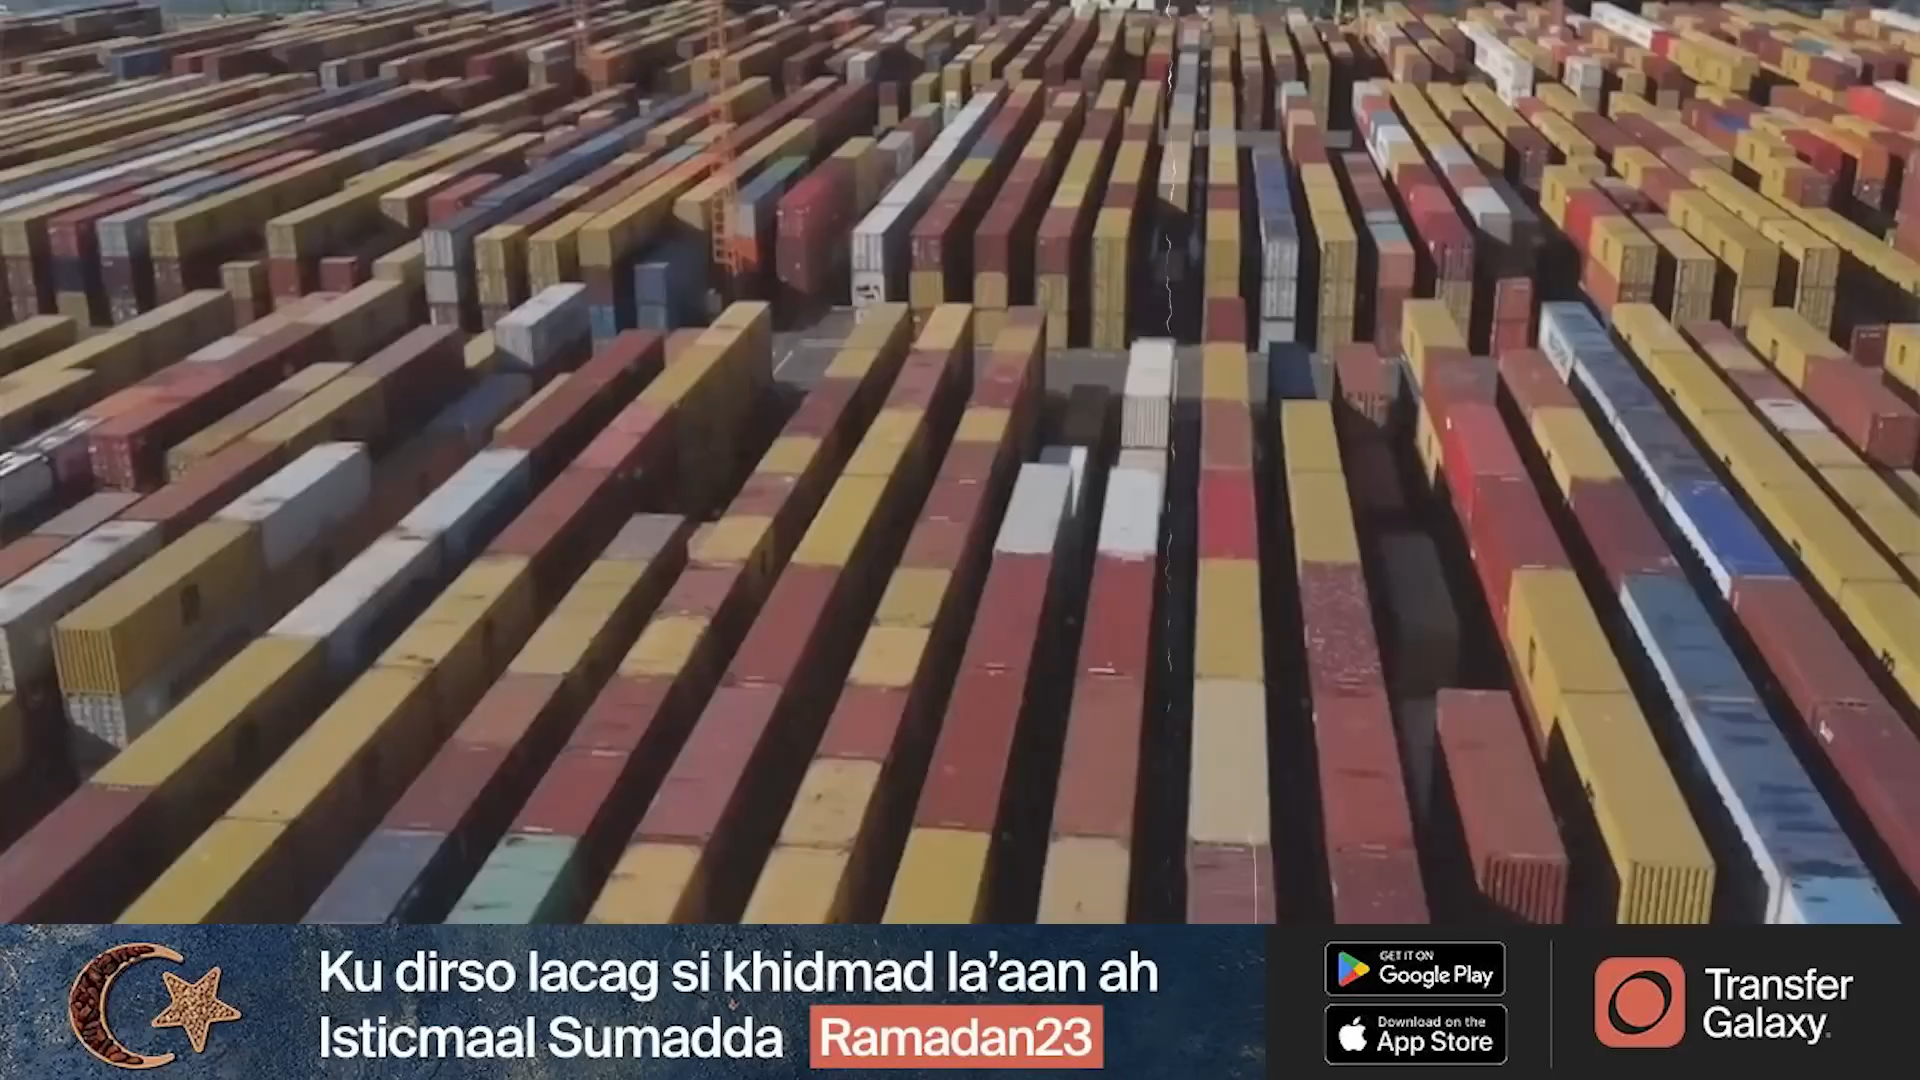 Ku dirso lacag si khidmad la’aan ah
Isticmaal Sumadda Ramadan23
GET IT ON
Google Play
Download on the
App Store
Transfer
Galaxy